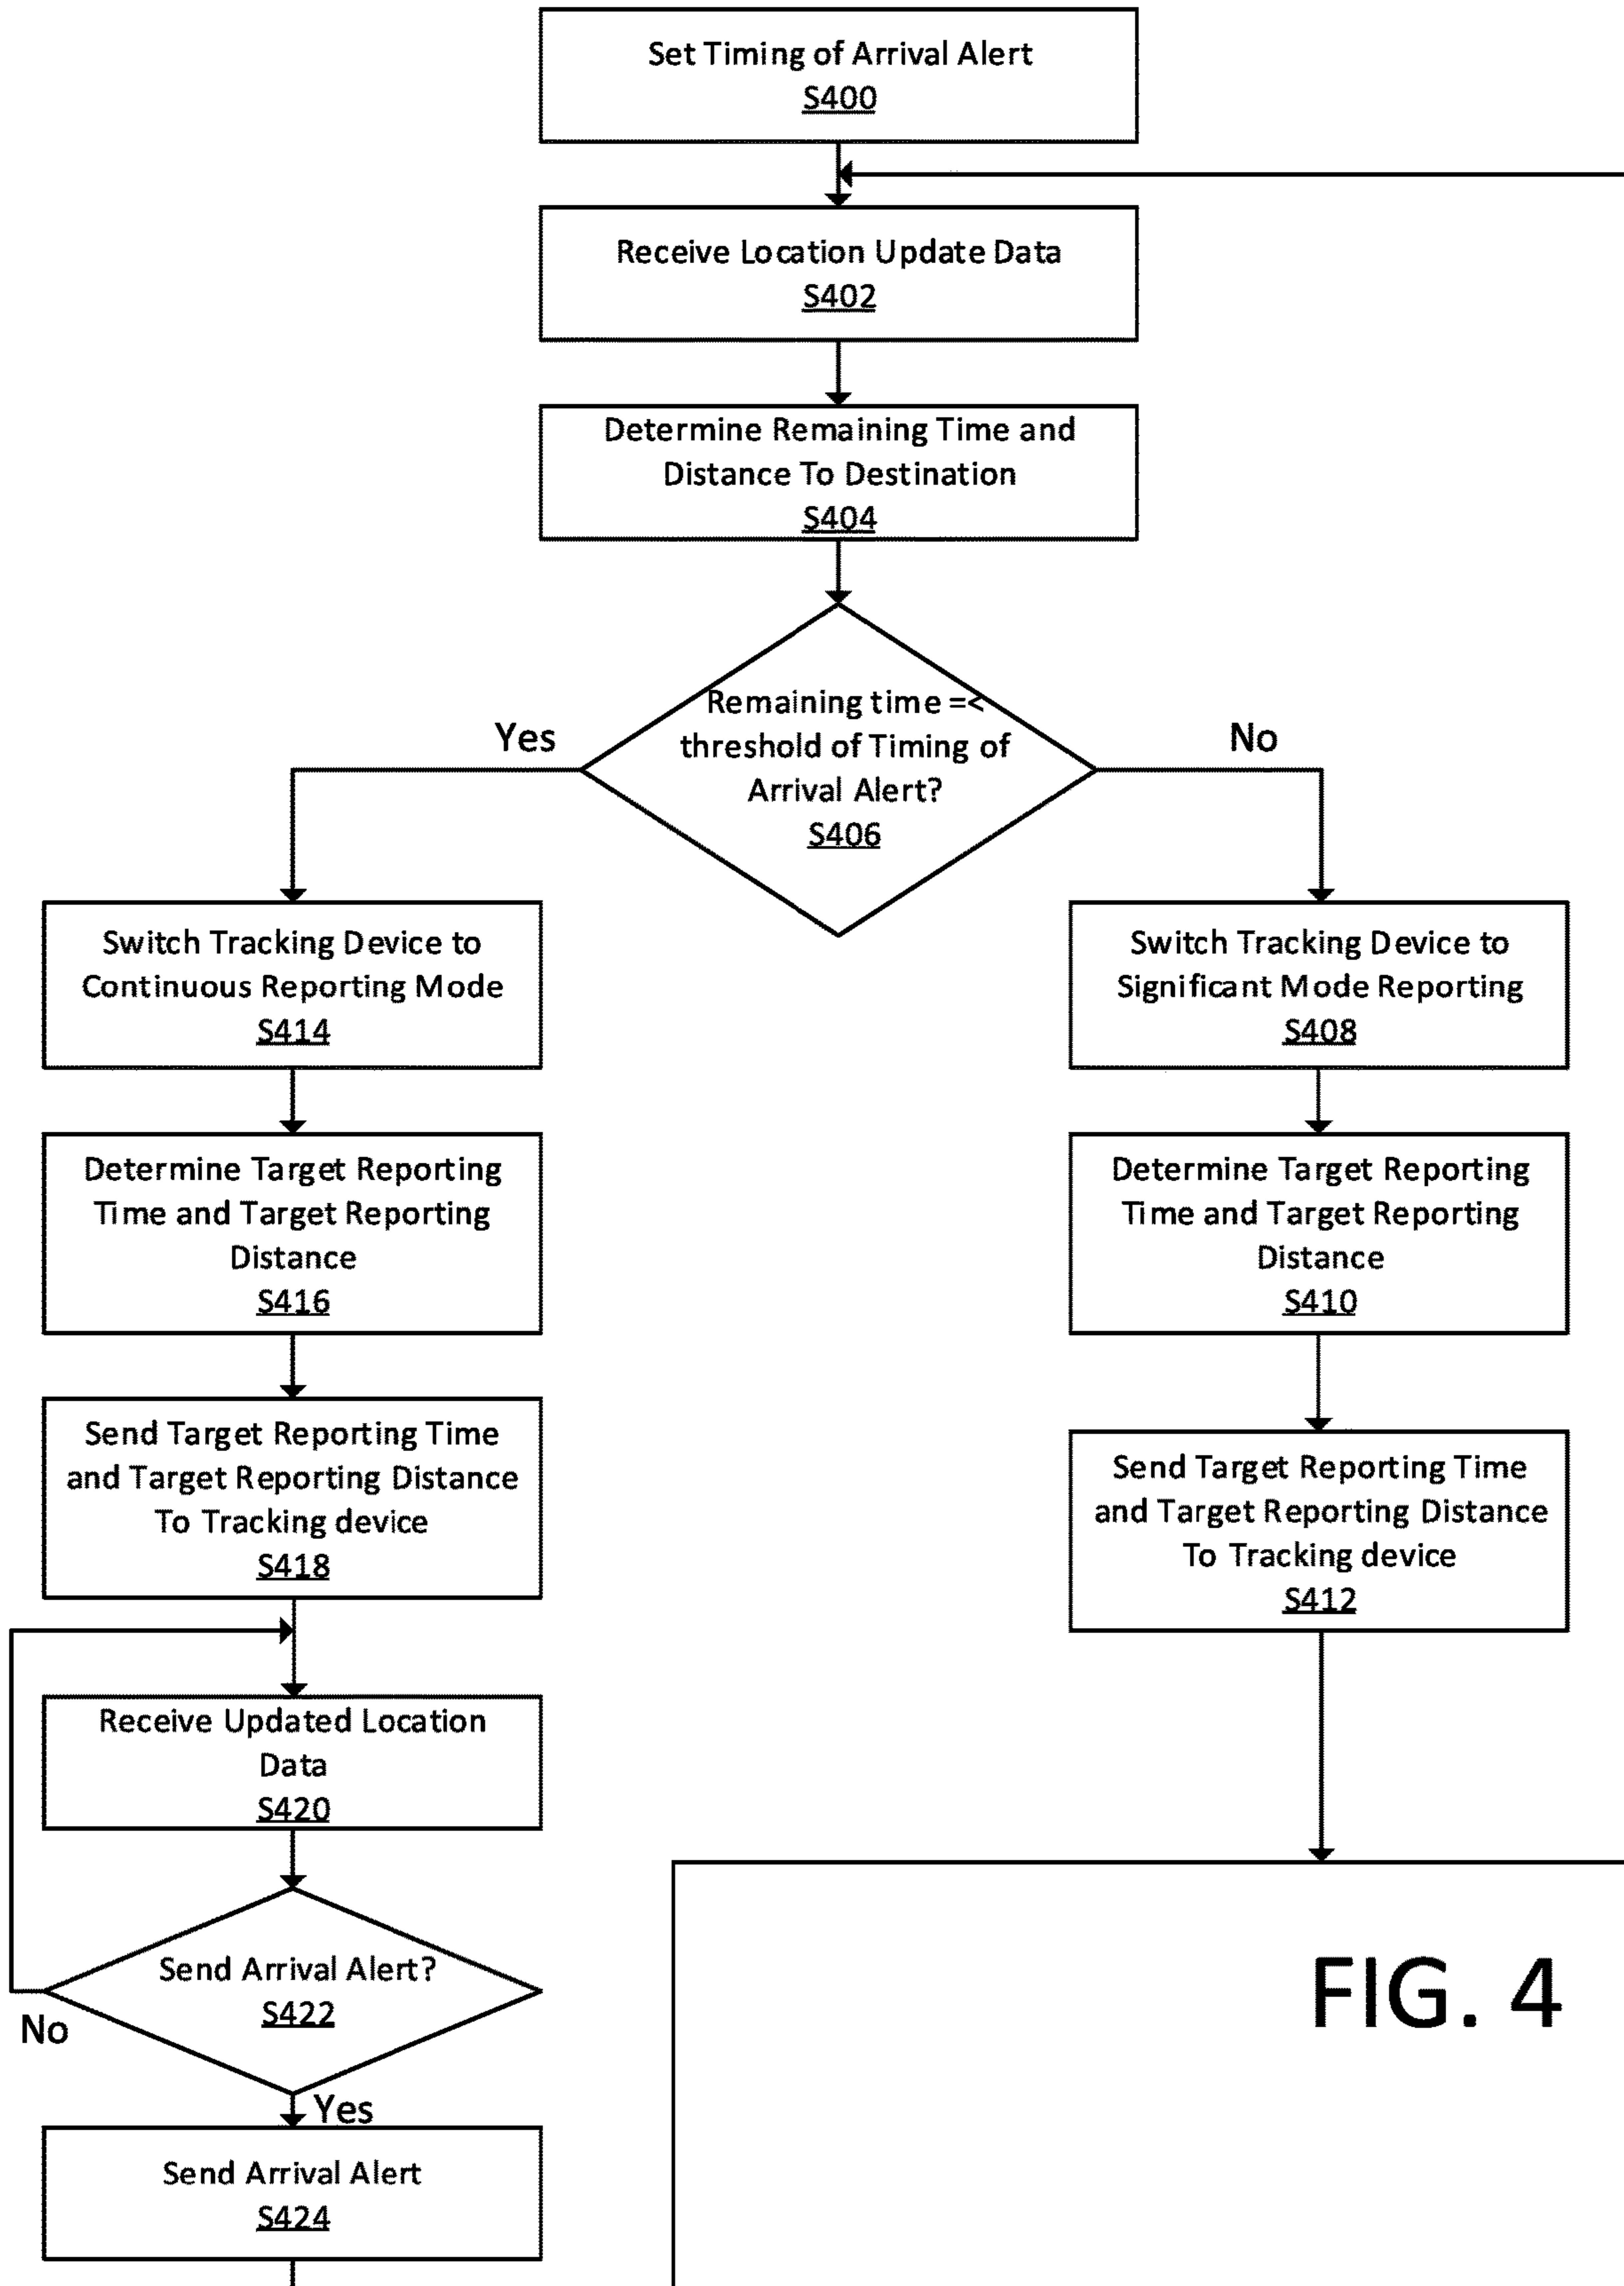 Set Timing of Arrival Alert
S400
Receive Location Update Data
S402
Determine Remaining Time and
Distance To Destination
S404
Remaining time =<
threshold of Timing of
Arrival Alert?
S406
Yes
No
Switch Tracking Device to
Continuous Reporting Mode
S414
Switch Tracking Device to
Significant Mode Reporting
S408
Determine Target Reporting
Time and Target Reporting
Distance
S416
Determine Target Reporting
Time and Target Reporting
Distance
S410
Send Target Reporting Time
and Target Reporting Distance
To Tracking device
S418
Send Target Reporting Time
and Target Reporting Distance
To Tracking device
S412
Receive Updated Location
Data
S420
Send Arrival Alert?
S422
No
Yes
Send Arrival Alert
S424
FIG. 4